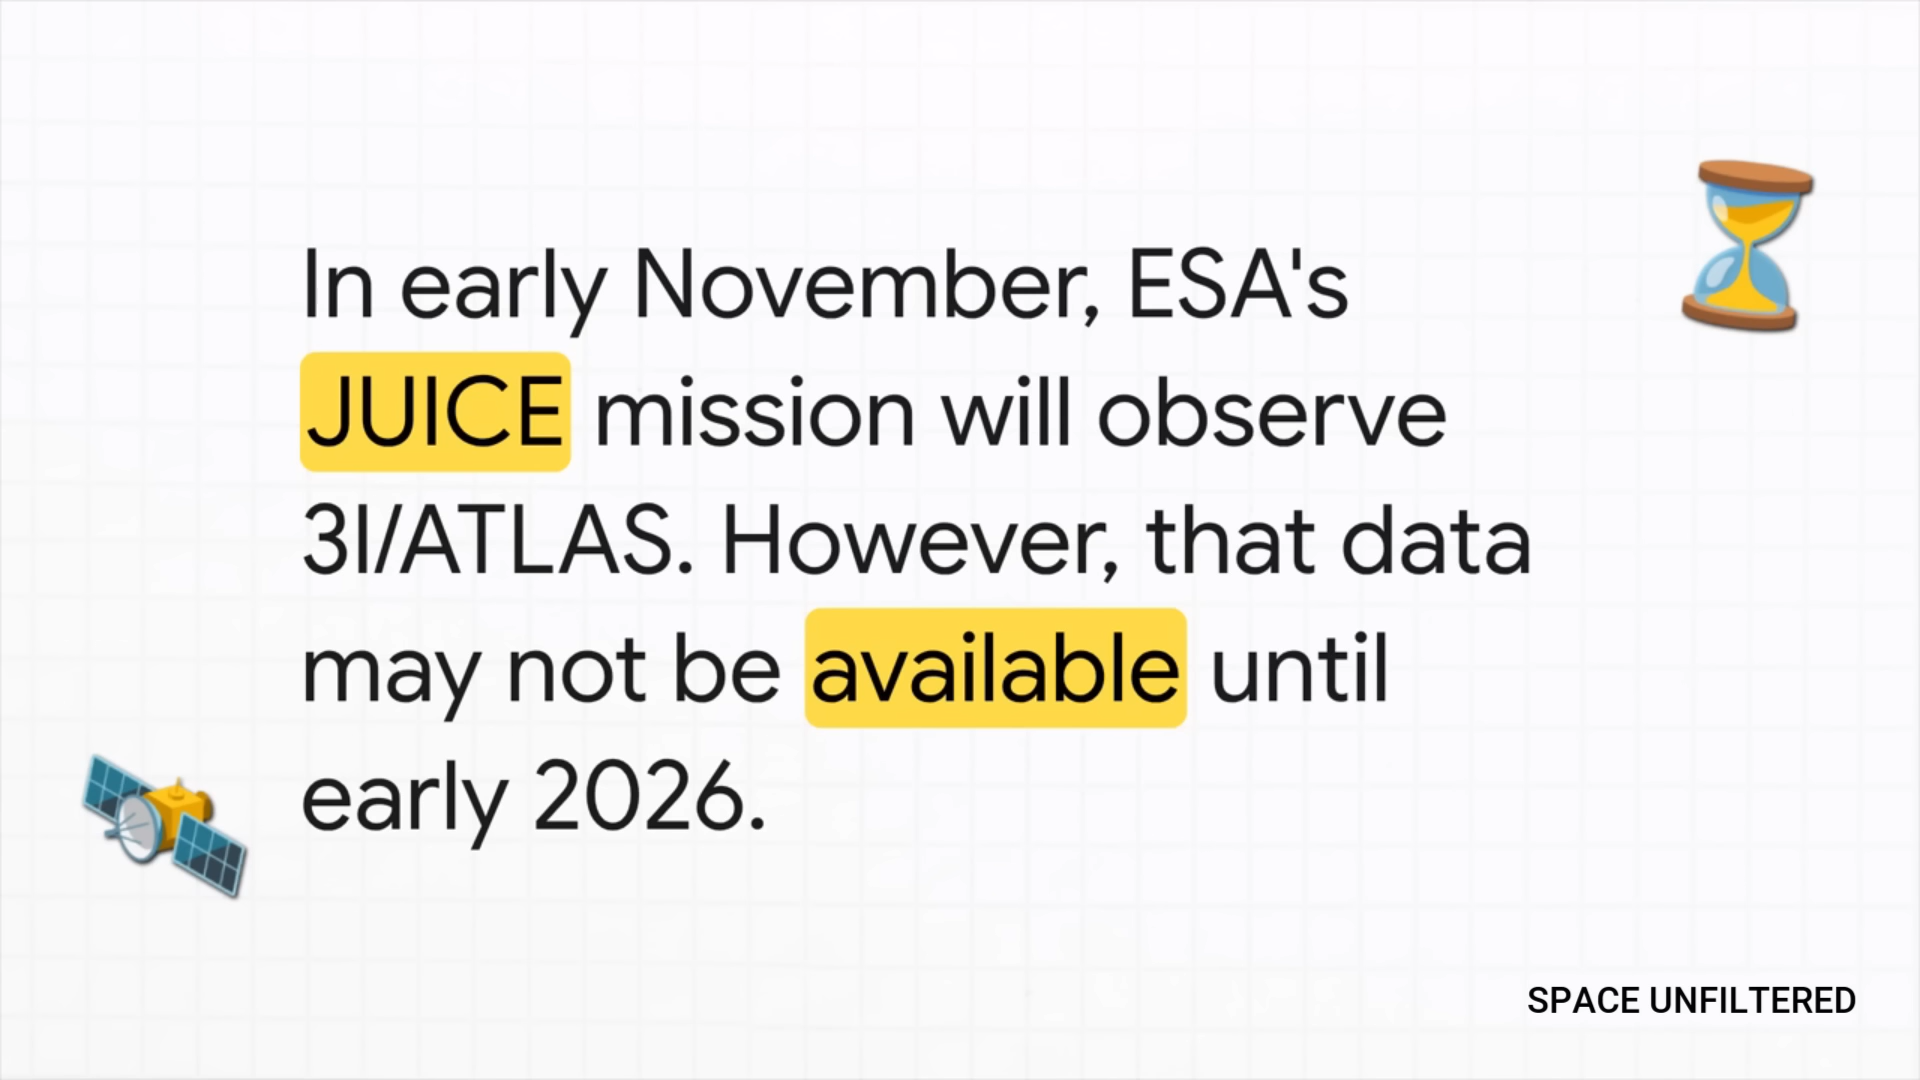 In early November, ESA's
JUICE mission will observe
3I/ATLAS. However, that data
may not be available until
early 2026.
SPACE UNFILTERED